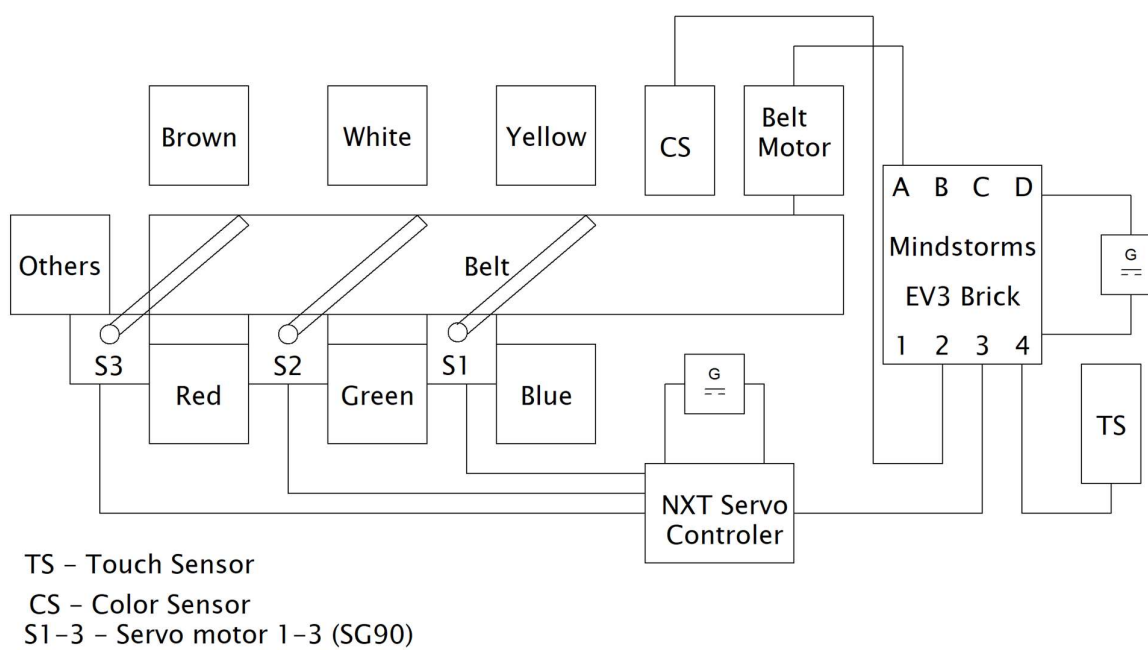 Brown
White
Yellow
CS
Belt
Motor
A B C D
Mindstorms
EV3 Brick
1 2 3 4
G
Others
Belt
S3
S2
S1
Red
Green
Blue
G
TS
NXT Servo
Controler
TS – Touch Sensor
CS – Color Sensor
S1–3 – Servo motor 1–3 (SG90)